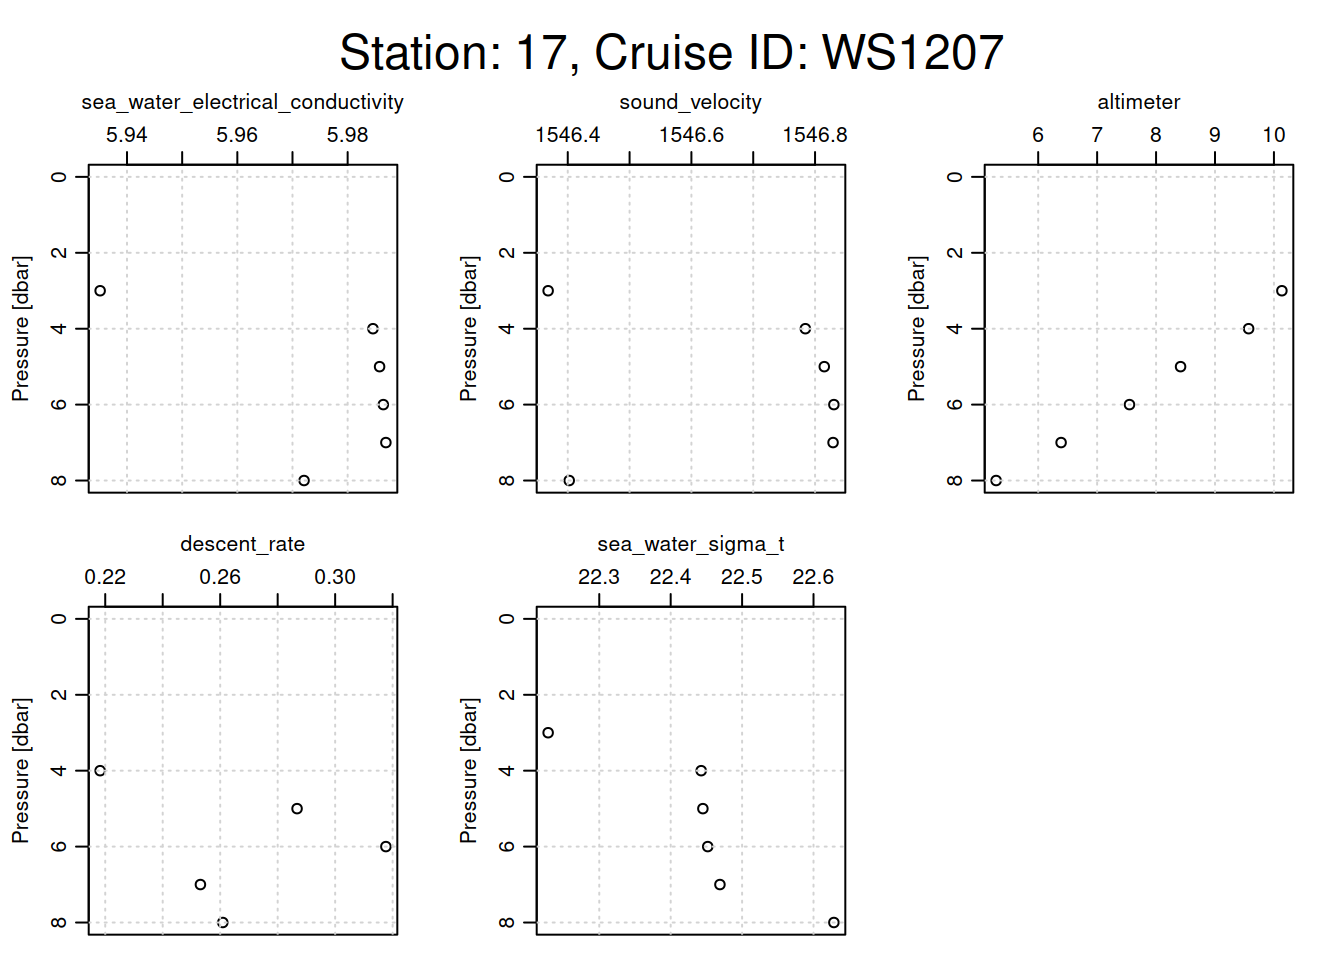 Station: 17, Cruise ID: WS1207
sea_water_electrical_conductivity
5.94 5.96 5.98
Pressure [dbar]
0
2
4
6
8
sound_velocity
1546.4 1546.6 1546.8
Pressure [dbar]
0
2
4
6
8
altimeter
6 7 8 9 10
Pressure [dbar]
0
2
4
6
8
descent_rate
0.22 0.26 0.30
Pressure [dbar]
0
2
4
6
8
sea_water_sigma_t
22.3 22.4 22.5 22.6
Pressure [dbar]
0
2
4
6
8